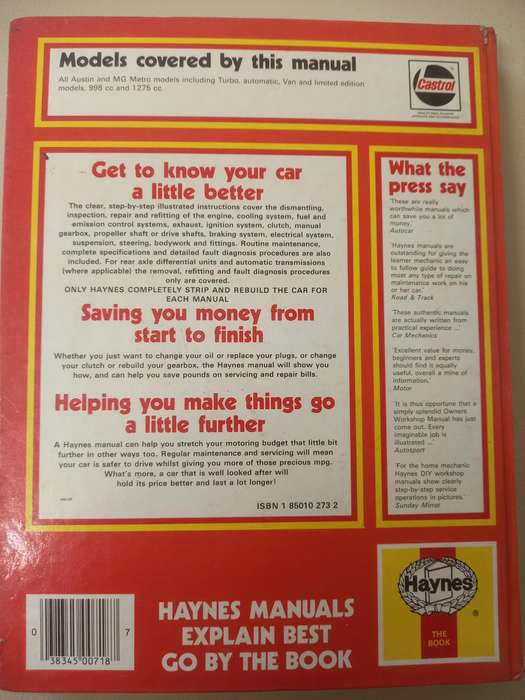 Models covered by this manual
All Austin and MG Metro models including Turbo, automatic, Van and limited edition
models, 998 cc and 1275 cc.
Castrol
Get to know your car
a little better
The clear, step-by-step illustrated instructions cover the dismantling,
inspection, repair and refitting of the engine, cooling system, fuel and
emission control systems, exhaust, ignition system, clutch, manual
gearbox, propeller shaft or drive shafts, braking system, electrical system,
suspension, steering, bodywork and fittings. Routine maintenance,
complete specifications and detailed fault diagnosis procedures are also
included. For rear axle differential units and automatic transmissions
(where applicable) the removal, refitting and fault diagnosis procedures
only are covered.
ONLY HAYNES COMPLETELY STRIP AND REBUILD THE CAR FOR
EACH MANUAL
Saving you money from
start to finish
Whether you just want to change your oil or replace your plugs, or change
your clutch or rebuild your gearbox, the Haynes manual will show you
how, and can help you save pounds on servicing and repair bills.
Helping you make things go
a little further
A Haynes manual can help you stretch your motoring budget that little bit
further in other ways too. Regular maintenance and servicing will mean
your car is safer to drive whilst giving you more of those precious mpg.
What's more, a car that is well looked after will
hold its price better and last a lot longer!
ISBN 1 85010 273 2
What the
press say
'These are really
worthwhile manuals which
can save you a lot of
money.'
Autocar
'Haynes manuals are
outstanding for giving the
learner mechanic an easy
to follow guide to doing
most any type of repair on
maintenance work on his
or her car.'
Road & Track
'These authentic manuals
are actually written from
practical experience ...'
Car Mechanics
'Excellent value for money,
beginners and experts
should find it is equally
useful, overall a mine of
information.'
Motor
'It is thus opportune that a
simply splendid Owners
Workshop Manual has just
come out. Every
imaginable job is
illustrated ...'
Autosport
'For the home mechanic
Haynes DIY workshop
manuals show clearly
step-by-step service
operations in pictures.'
Sunday Mirror
Haynes
®
THE
BOOK
0 38345 00718 7
HAYNES MANUALS
EXPLAIN BEST
GO BY THE BOOK